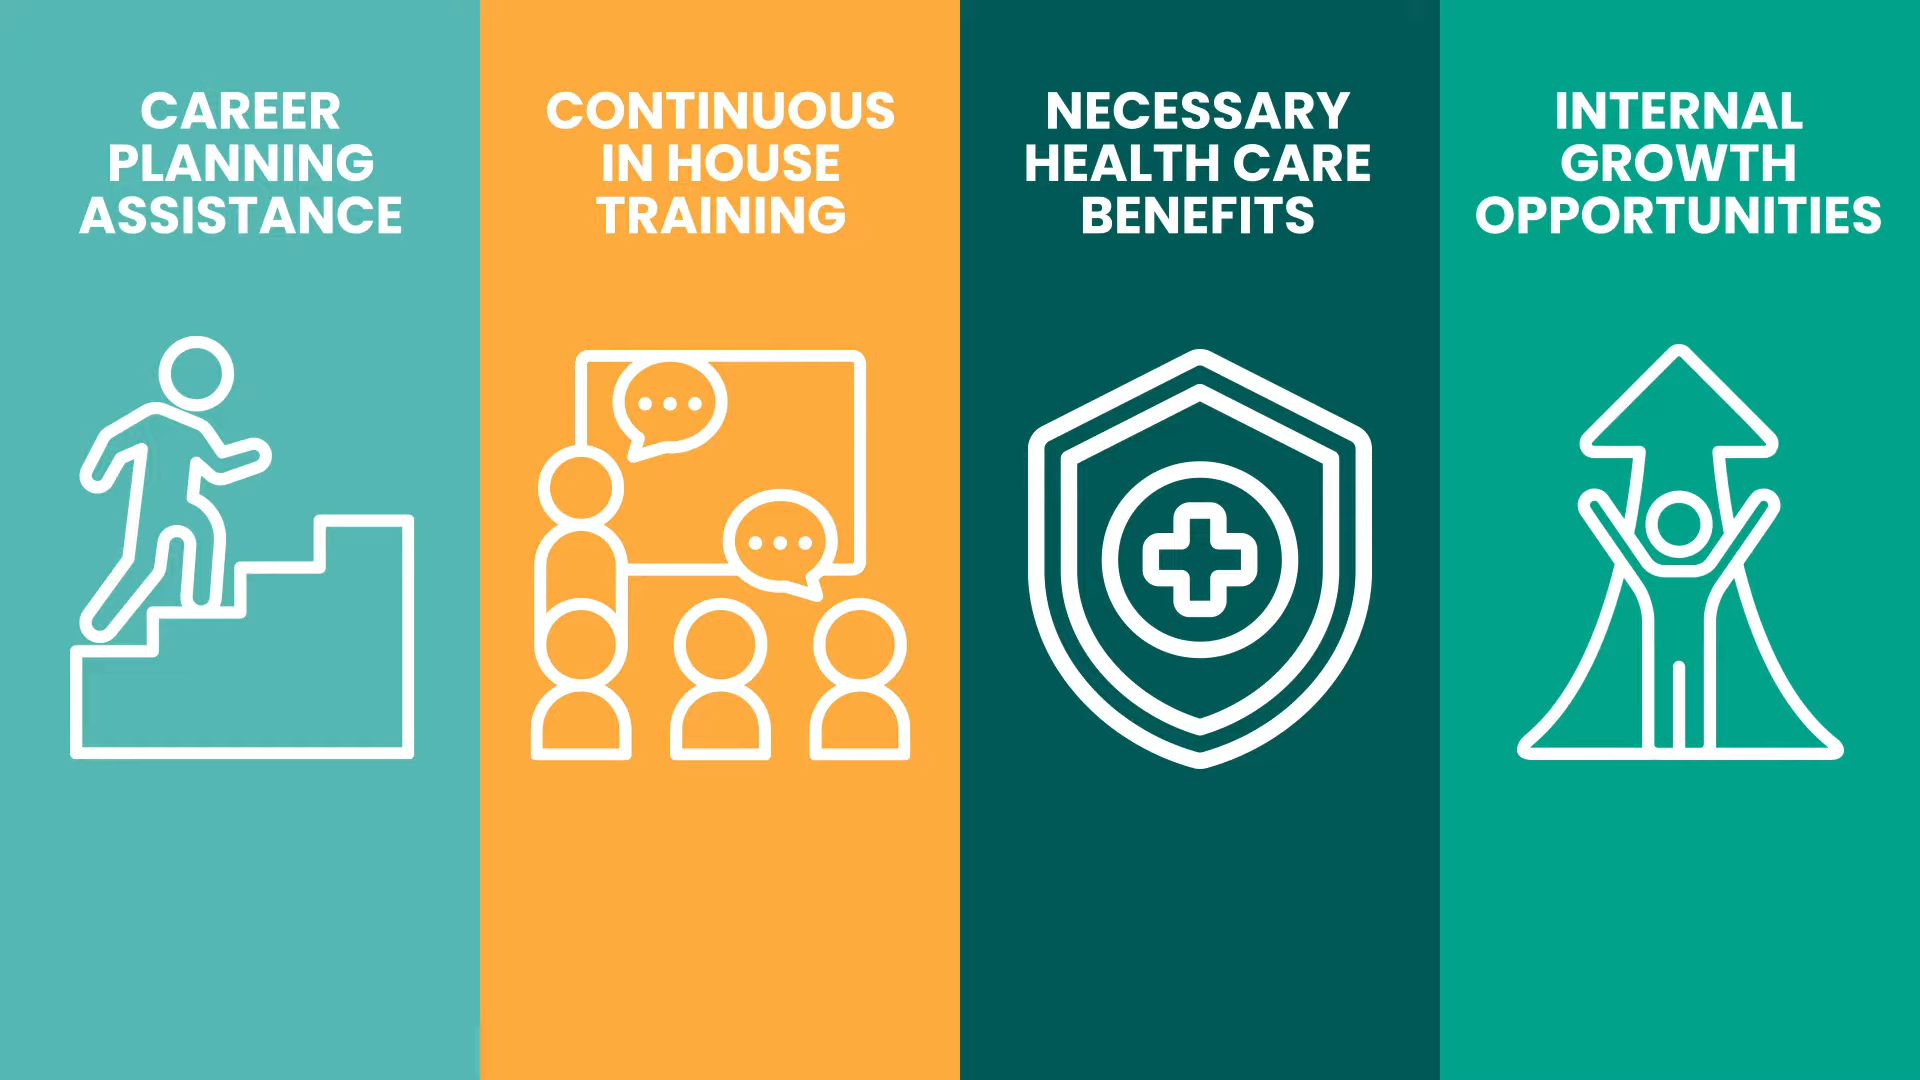 CAREER
PLANNING
ASSISTANCE
CONTINUOUS
IN HOUSE
TRAINING
NECESSARY
HEALTH CARE
BENEFITS
INTERNAL
GROWTH
OPPORTUNITIES